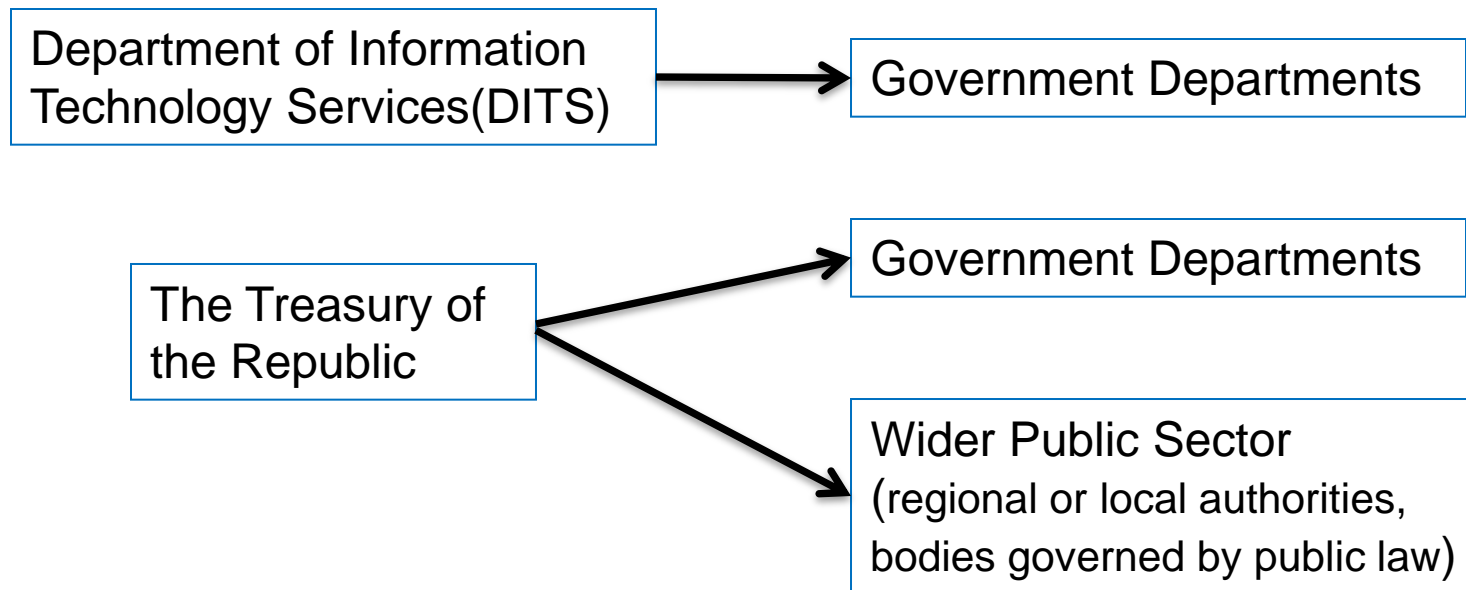 Department of Information
Technology Services(DITS)
Government Departments
Government Departments
The Treasury of
the Republic
Wider Public Sector
(regional or local authorities,
bodies governed by public law)